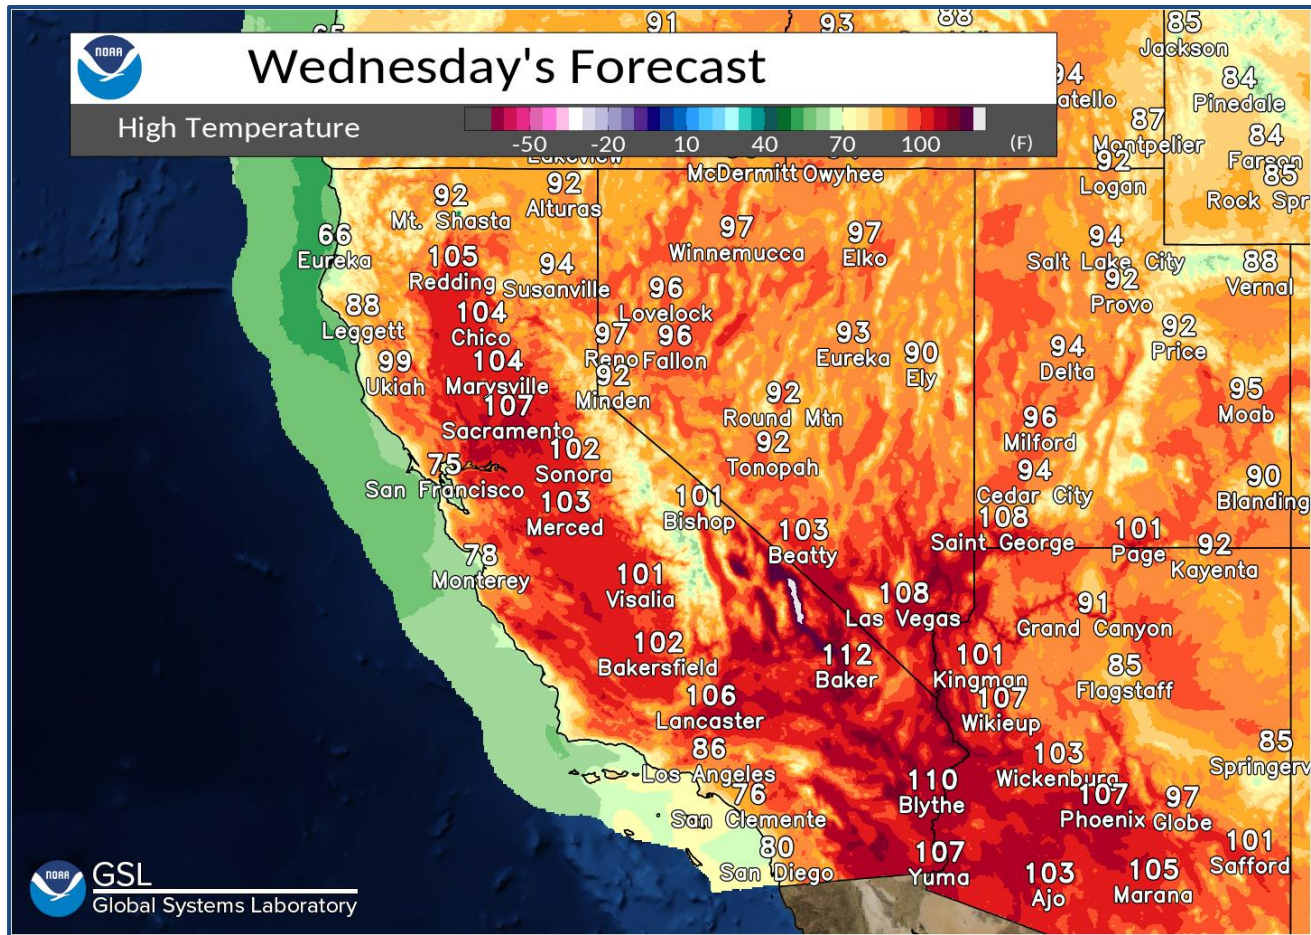 65
91
93
88
85
Jackson
NOAA
Wednesday's Forecast
84
Pinedale
94
atello
High Temperature
-50 -20 10 40 70 100 (F)
87
Montpelier
84
Farson
Lakeview
McDermitt
Owyhee
92
Logan
85
Rock Spr
92
Mt. Shasta
92
Alturas
66
Eureka
97
Winnemucca
97
Elko
94
Salt Lake City
105
Redding
94
Susanville
88
Vernal
92
Provo
88
Leggett
104
Chico
96
Lovelock
97
Reno
96
Fallon
93
Eureka
90
Ely
94
Delta
92
Price
99
Ukiah
104
Marysville
92
Minden
95
Moab
107
Sacramento
92
Round Mtn
96
Milford
102
Sonora
92
Tonopah
75
San Francisco
94
Cedar City
90
Blanding
103
Merced
101
Bishop
103
Beatty
108
Saint George
101
Page
92
Kayenta
78
Monterey
101
Visalia
108
Las Vegas
91
Grand Canyon
102
Bakersfield
112
Baker
101
Kingman
85
Flagstaff
106
Lancaster
107
Wikieup
86
Los Angeles
103
Wickenburg
85
Springerv
76
San Clemente
110
Blythe
107
Phoenix
97
Globe
80
San Diego
107
Yuma
103
Ajo
105
Marana
101
Safford
NOAA
GSL
Global Systems Laboratory